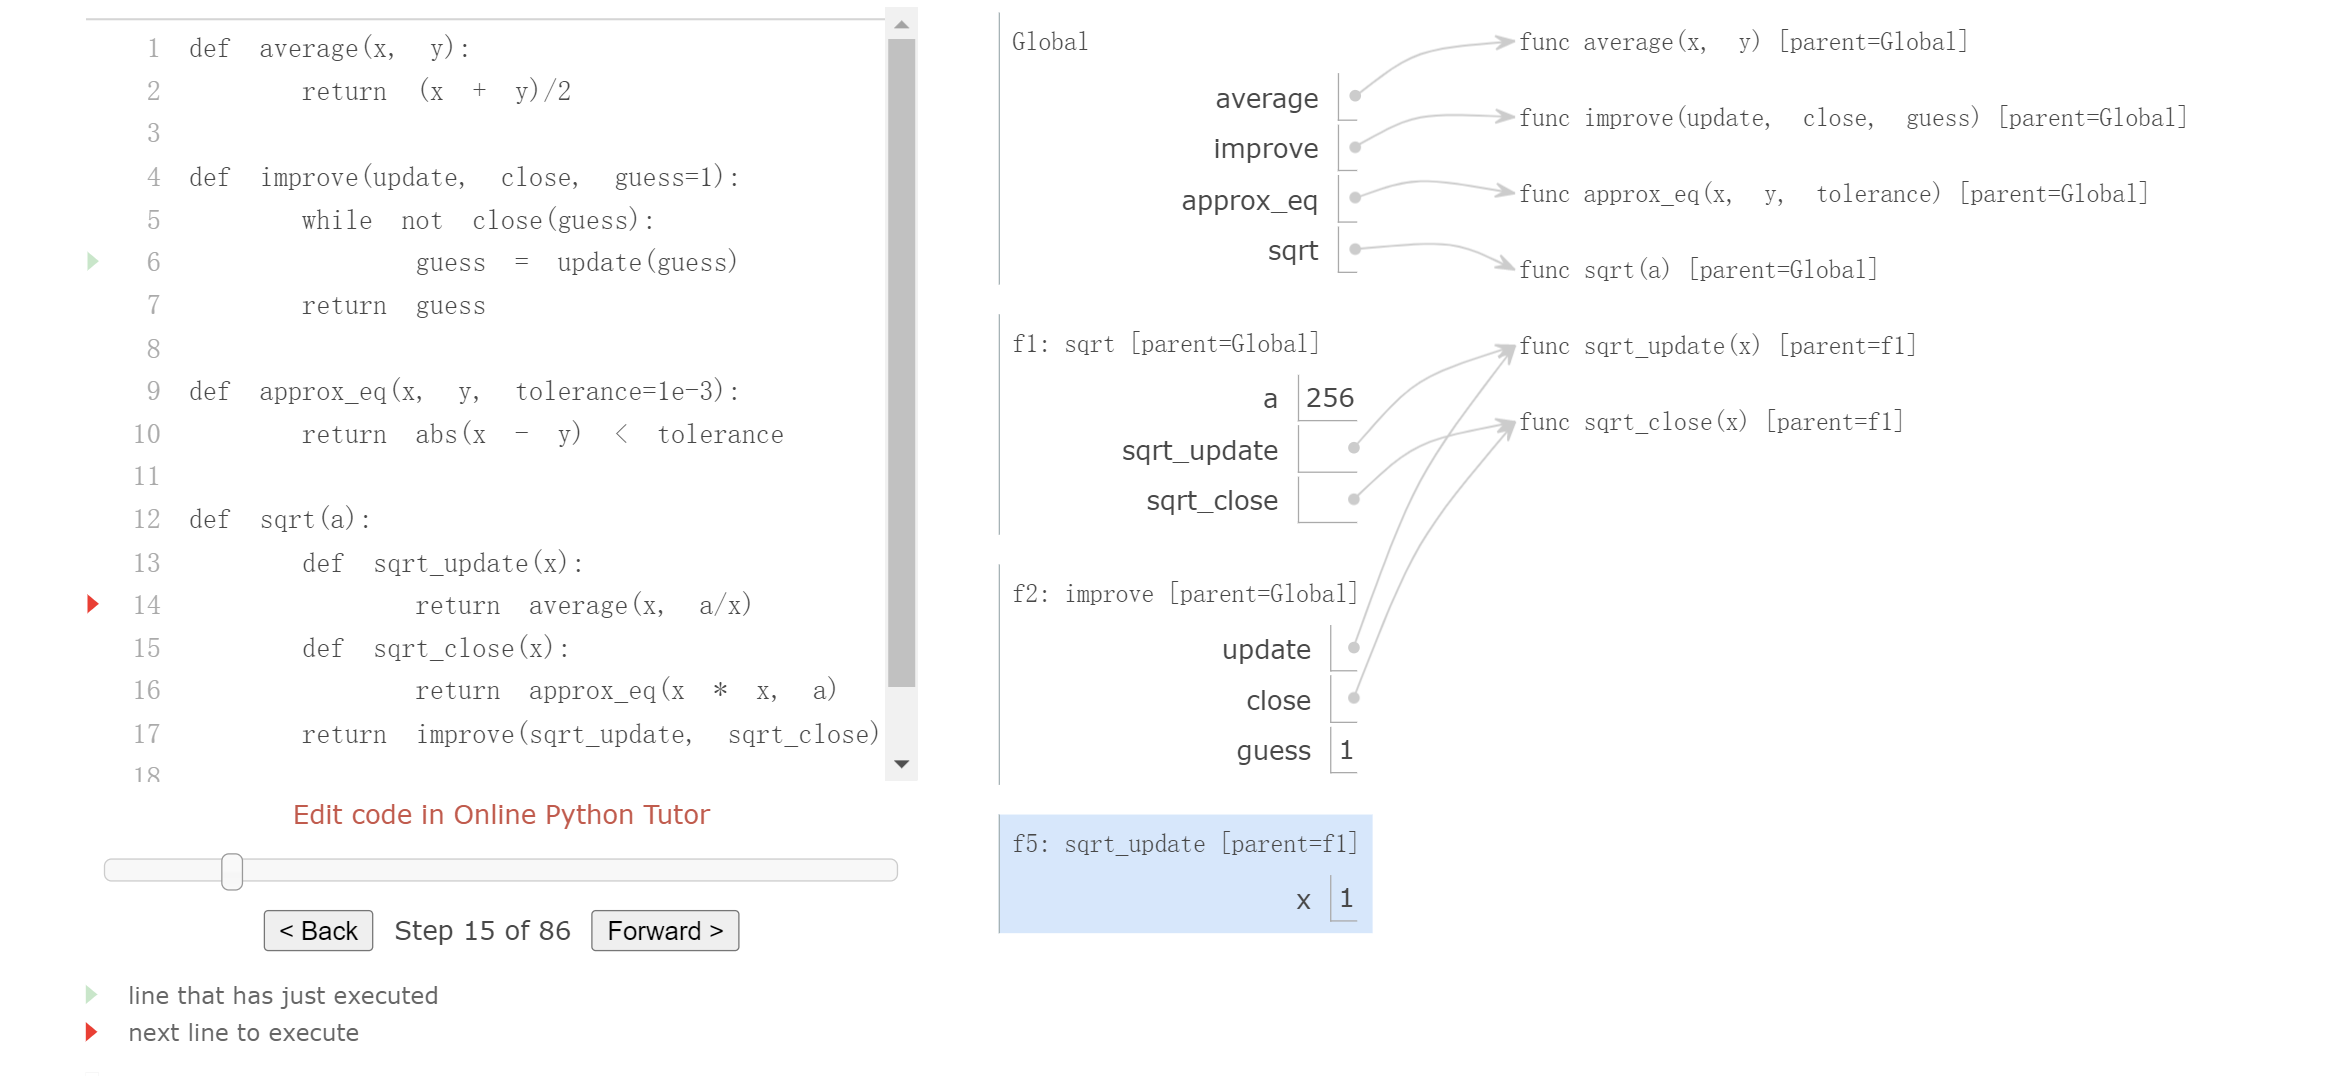 1 def average(x, y):
2 return (x + y)/2
3
4 def improve(update, close, guess=1):
5 while not close(guess):
6 guess = update(guess)
7 return guess
8
9 def approx_eq(x, y, tolerance=1e-3):
10 return abs(x - y) < tolerance
11
12 def sqrt(a):
13 def sqrt_update(x):
14 return average(x, a/x)
15 def sqrt_close(x):
16 return approx_eq(x * x, a)
17 return improve(sqrt_update, sqrt_close)
18
Edit code in Online Python Tutor
< Back Step 15 of 86 Forward >
line that has just executed
next line to execute
Global
average
improve
approx_eq
sqrt
func average(x, y) [parent=Global]
func improve(update, close, guess) [parent=Global]
func approx_eq(x, y, tolerance) [parent=Global]
func sqrt(a) [parent=Global]
f1: sqrt [parent=Global]
a 256
sqrt_update
sqrt_close
func sqrt_update(x) [parent=f1]
func sqrt_close(x) [parent=f1]
f2: improve [parent=Global]
update
close
guess 1
f5: sqrt_update [parent=f1]
x 1